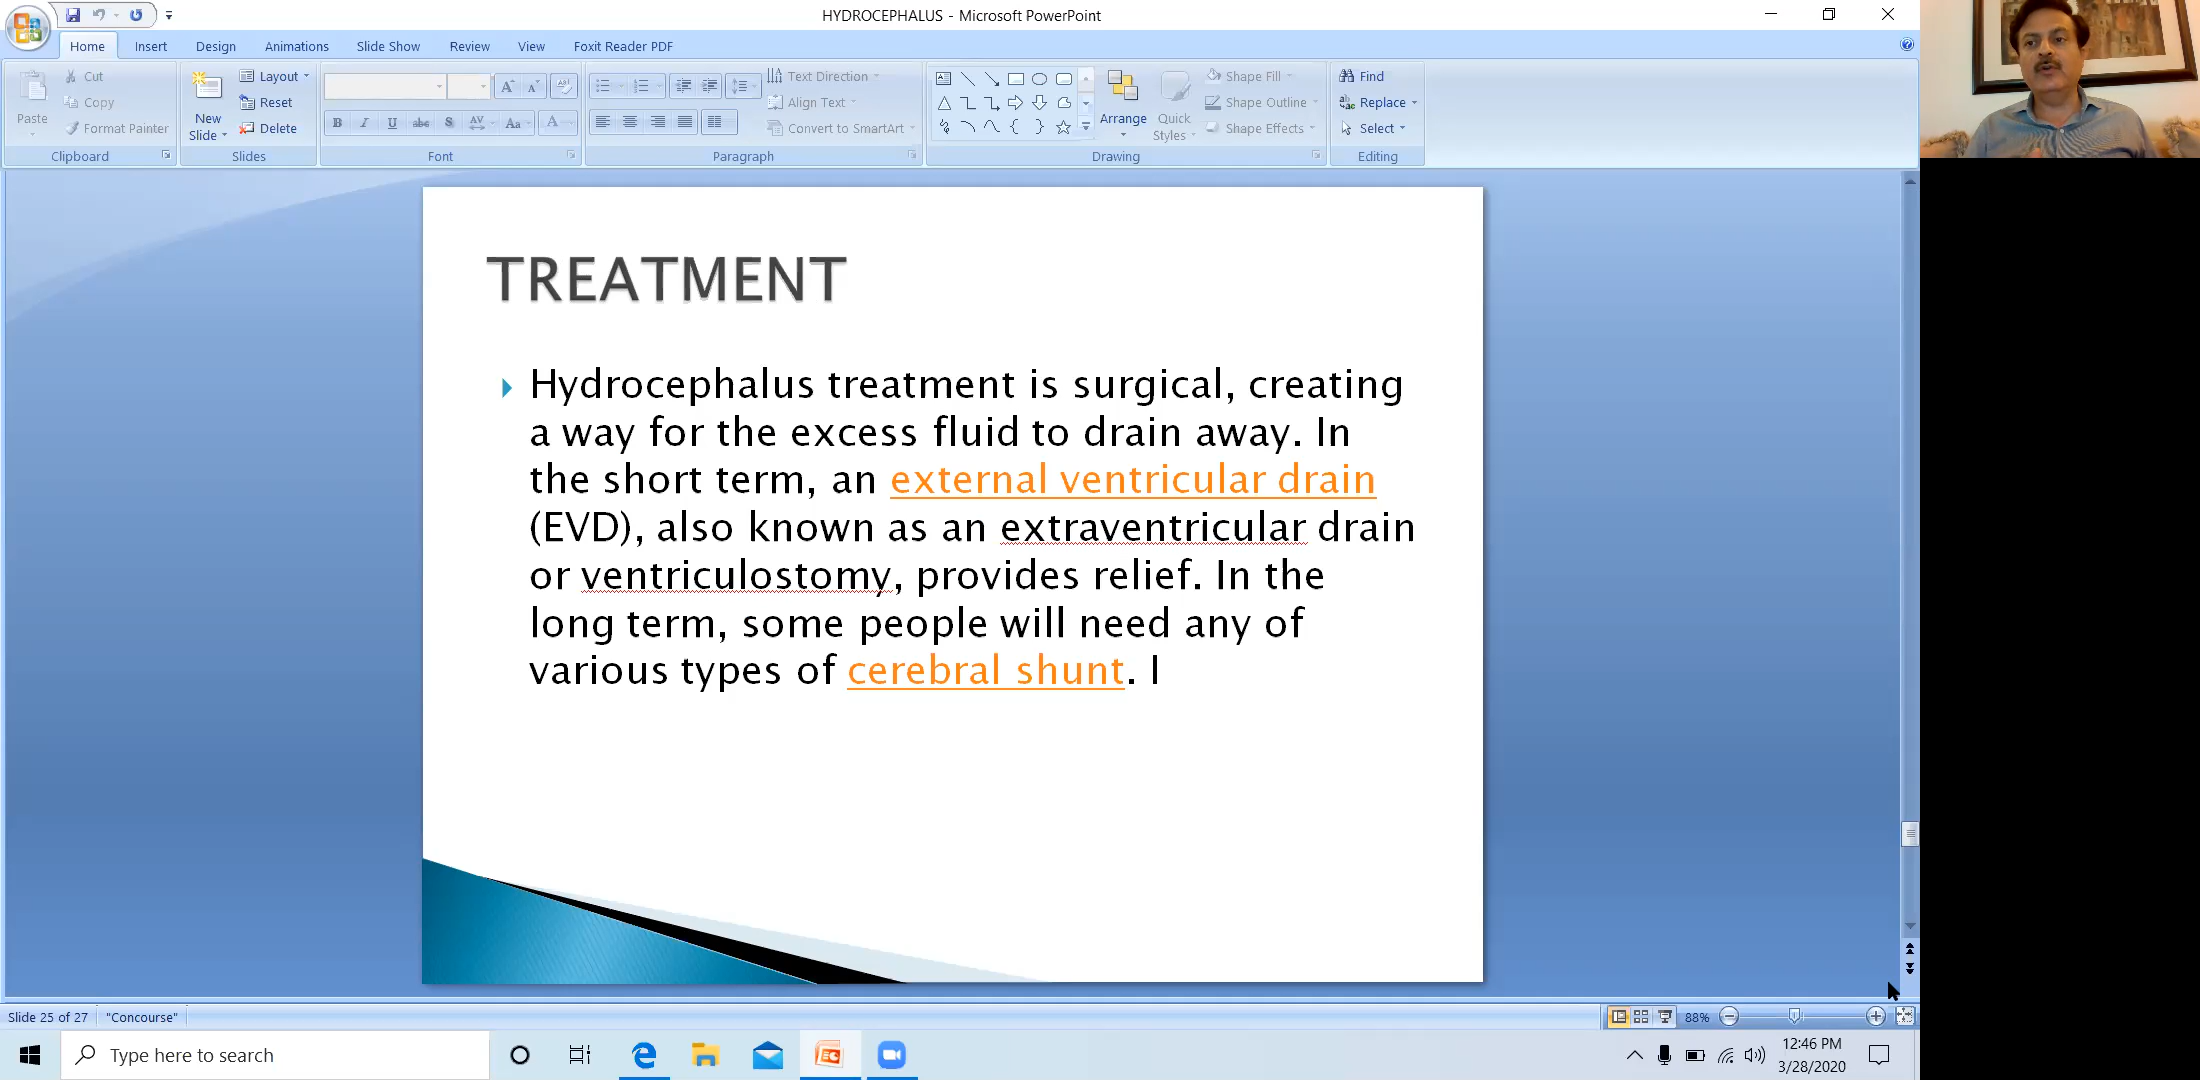 HYDROCEPHALUS - Microsoft PowerPoint
Home Insert Design Animations Slide Show Review View Foxit Reader PDF
Paste
Cut
Copy
Format Painter
Clipboard
New
Slide
Layout
Reset
Delete
Slides
B I U abc S AV Aa A
Font
Text Direction
Align Text
Convert to SmartArt
Paragraph
Arrange
Quick
Styles
Shape Fill
Shape Outline
Shape Effects
Drawing
Find
Replace
Select
Editing
TREATMENT
Hydrocephalus treatment is surgical, creating
a way for the excess fluid to drain away. In
the short term, an external ventricular drain
(EVD), also known as an extraventricular drain
or ventriculostomy, provides relief. In the
long term, some people will need any of
various types of cerebral shunt. I
Slide 25 of 27 "Concourse" 88%
Type here to search
12:46 PM
3/28/2020